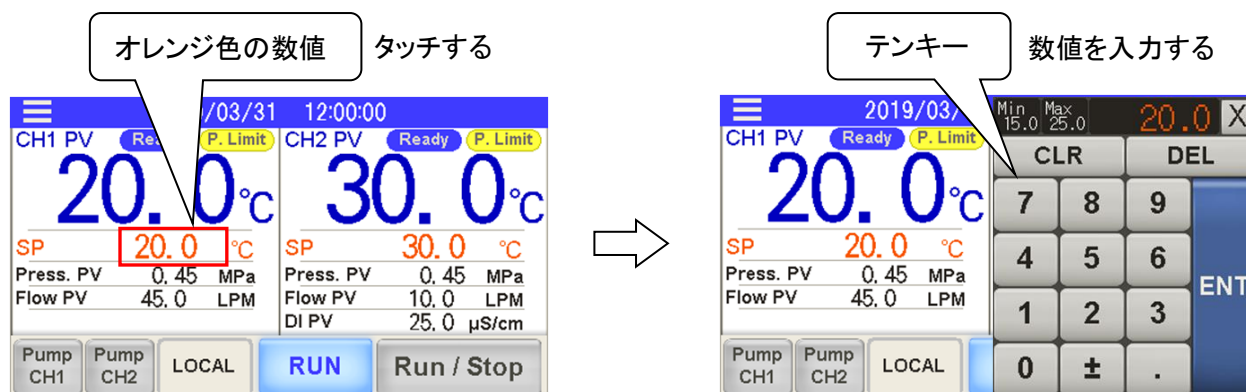 オレンジ色の数値
タッチする
/03/31 12:00:00
CH1 PV
P. Limit
20.0℃
SP 20.0 ℃
Press. PV 0.45 MPa
Flow PV 45.0 LPM
CH2 PV Ready P. Limit
30.0℃
SP 30.0 ℃
Press. PV 0.45 MPa
Flow PV 10.0 LPM
DI PV 25.0 µS/cm
Pump CH1
Pump CH2
LOCAL
RUN
Run / Stop
テンキー
数値を入力する
2019/03/
CH1 PV Ready P. Limit
20.0℃
SP 20.0 ℃
Press. PV 0.45 MPa
Flow PV 45.0 LPM
Pump CH1
Pump CH2
LOCAL
Min 15.0
Max 25.0
20.0
X
CLR DEL
7 8 9
4 5 6
ENT
1 2 3
0 ± .